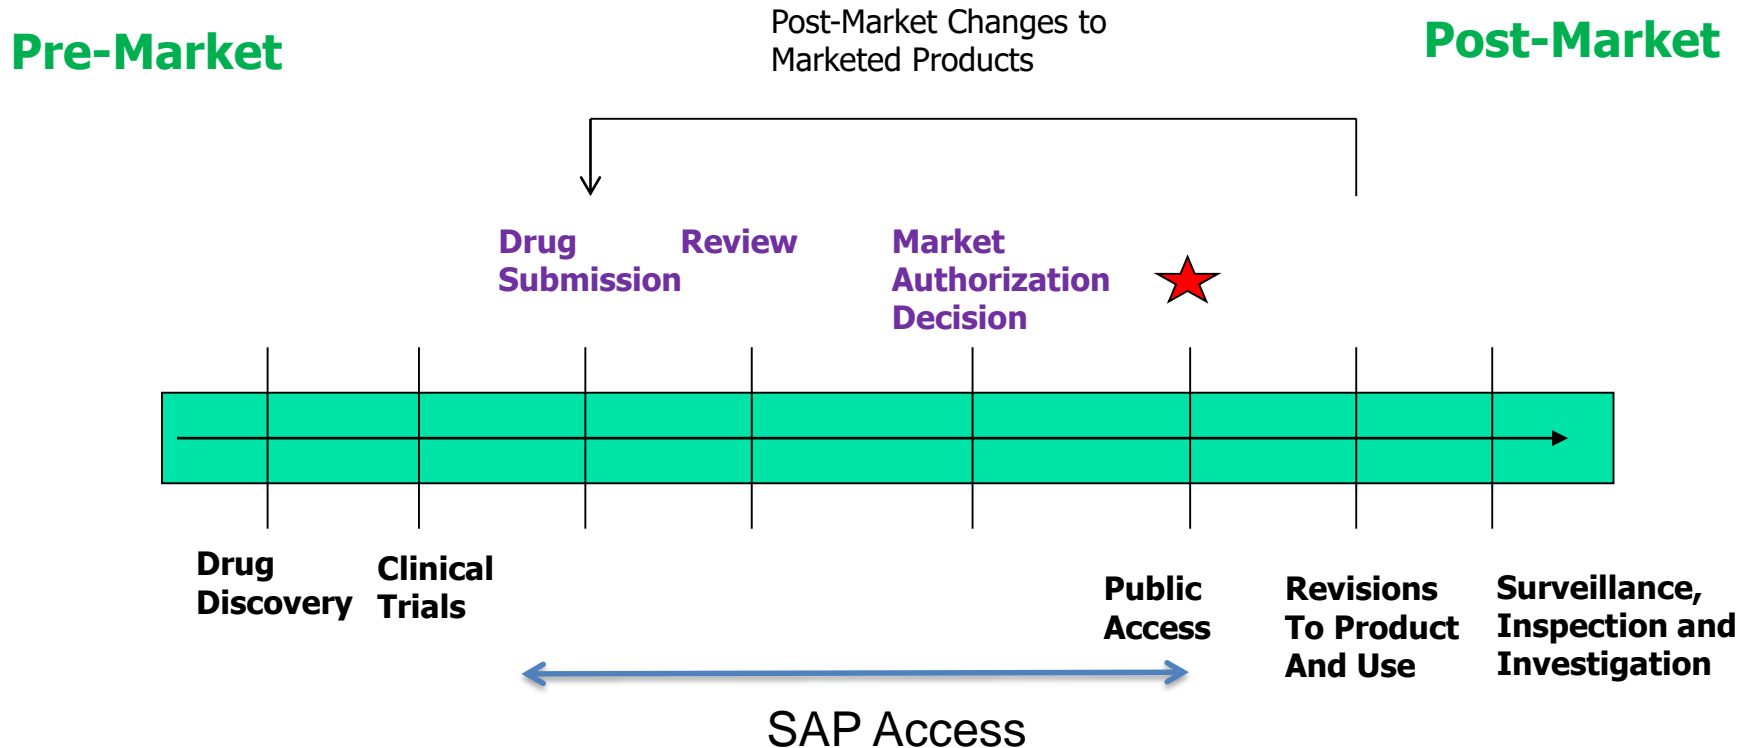 Pre-Market
Post-Market Changes to
Marketed Products
Post-Market
Drug
Submission
Review
Market
Authorization
Decision
Drug
Discovery
Clinical
Trials
Public
Access
Revisions
To Product
And Use
Surveillance,
Inspection and
Investigation
SAP Access